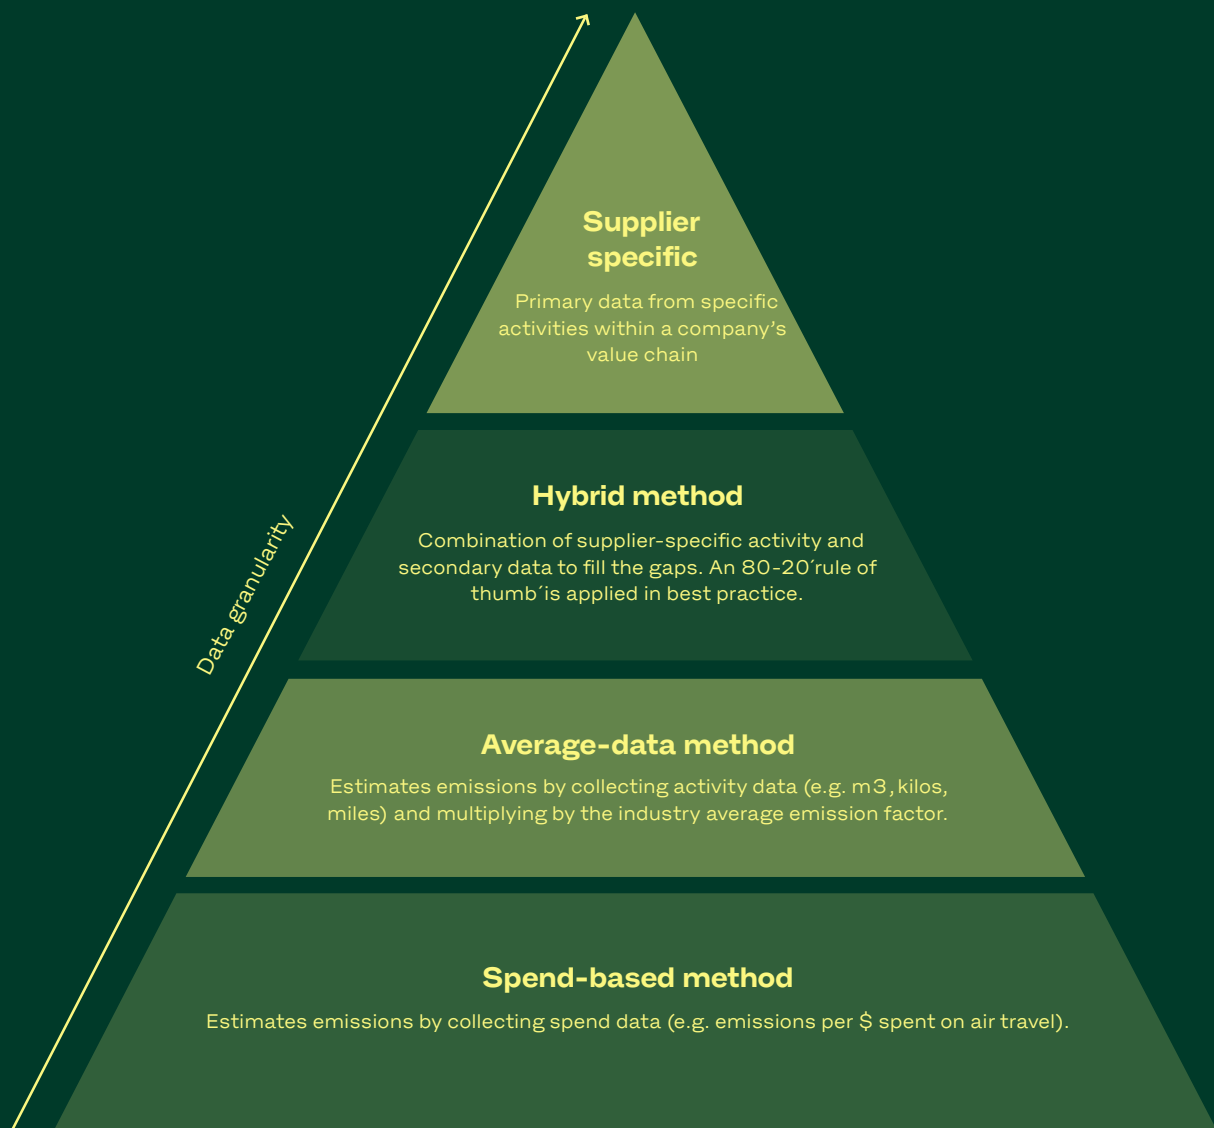 Supplier
specific
Primary data from specific
activities within a company’s
value chain
Hybrid method
Combination of supplier-specific activity and
secondary data to fill the gaps. An 80-20´rule of
thumb´is applied in best practice.
Data granularity
Average-data method
Estimates emissions by collecting activity data (e.g. m3, kilos,
miles) and multiplying by the industry average emission factor.
Spend-based method
Estimates emissions by collecting spend data (e.g. emissions per $ spent on air travel).